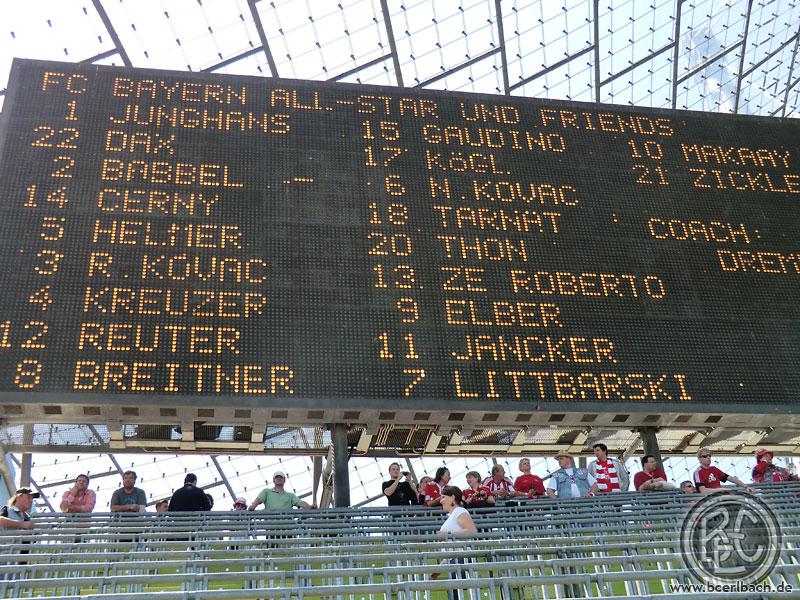 FC BAYERN ALL-STAR UND FRIENDS
1 JUNGHANS
22 DAX
2 BABBEL -
14 CERNY
5 HELMER
3 R.KOVAC
4 KREUZER
12 REUTER
8 BREITNER
15 GAUDINO
17 KÖGL
6 N.KOVAC
18 TARNAT
20 THON
13 ZE ROBERTO
9 ELBER
11 JANCKER
7 LITTBARSKI
10 MAKAAY
21 ZICKLE
COACH:
DREM
www.bcerlbach.de